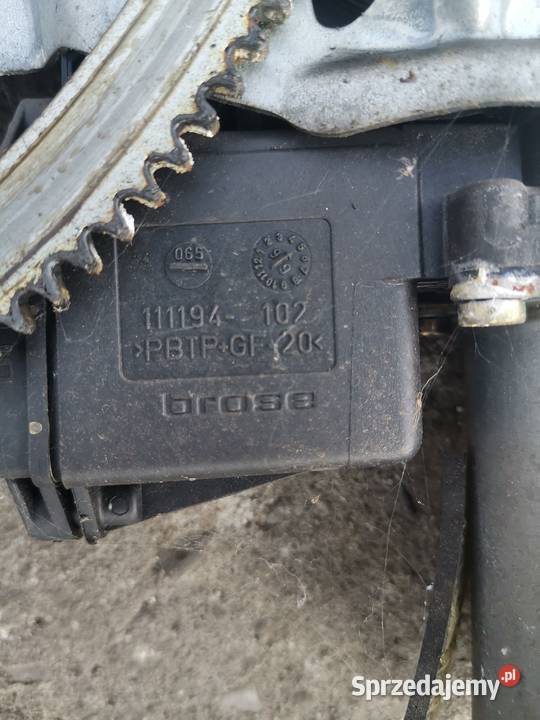 065
111194- 102
>PBTP+GF 20<
brose
Sprzedajemy.pl